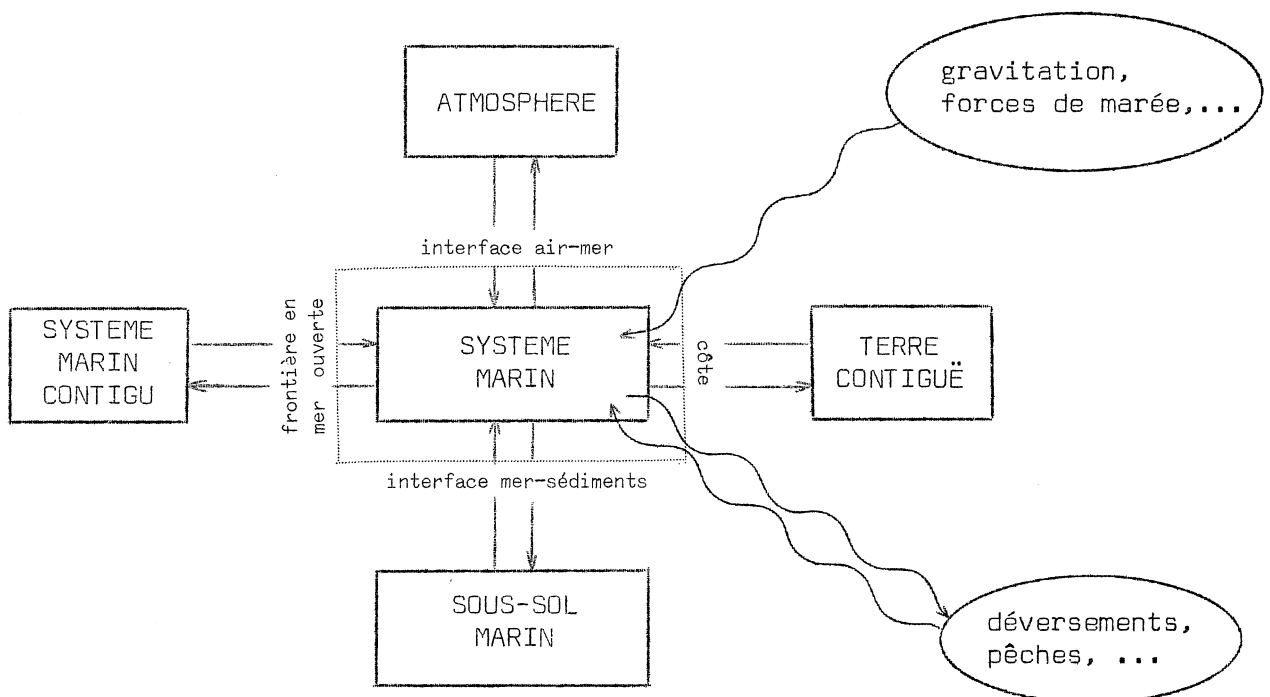 gravitation,
forces de marée,...
ATMOSPHERE
interface air-mer
SYSTEME
MARIN
CONTIGU
frontière en
mer ouverte
SYSTEME
MARIN
côte
TERRE
CONTIGUË
interface mer-sédiments
SOUS-SOL
MARIN
déversements,
pêches, ...